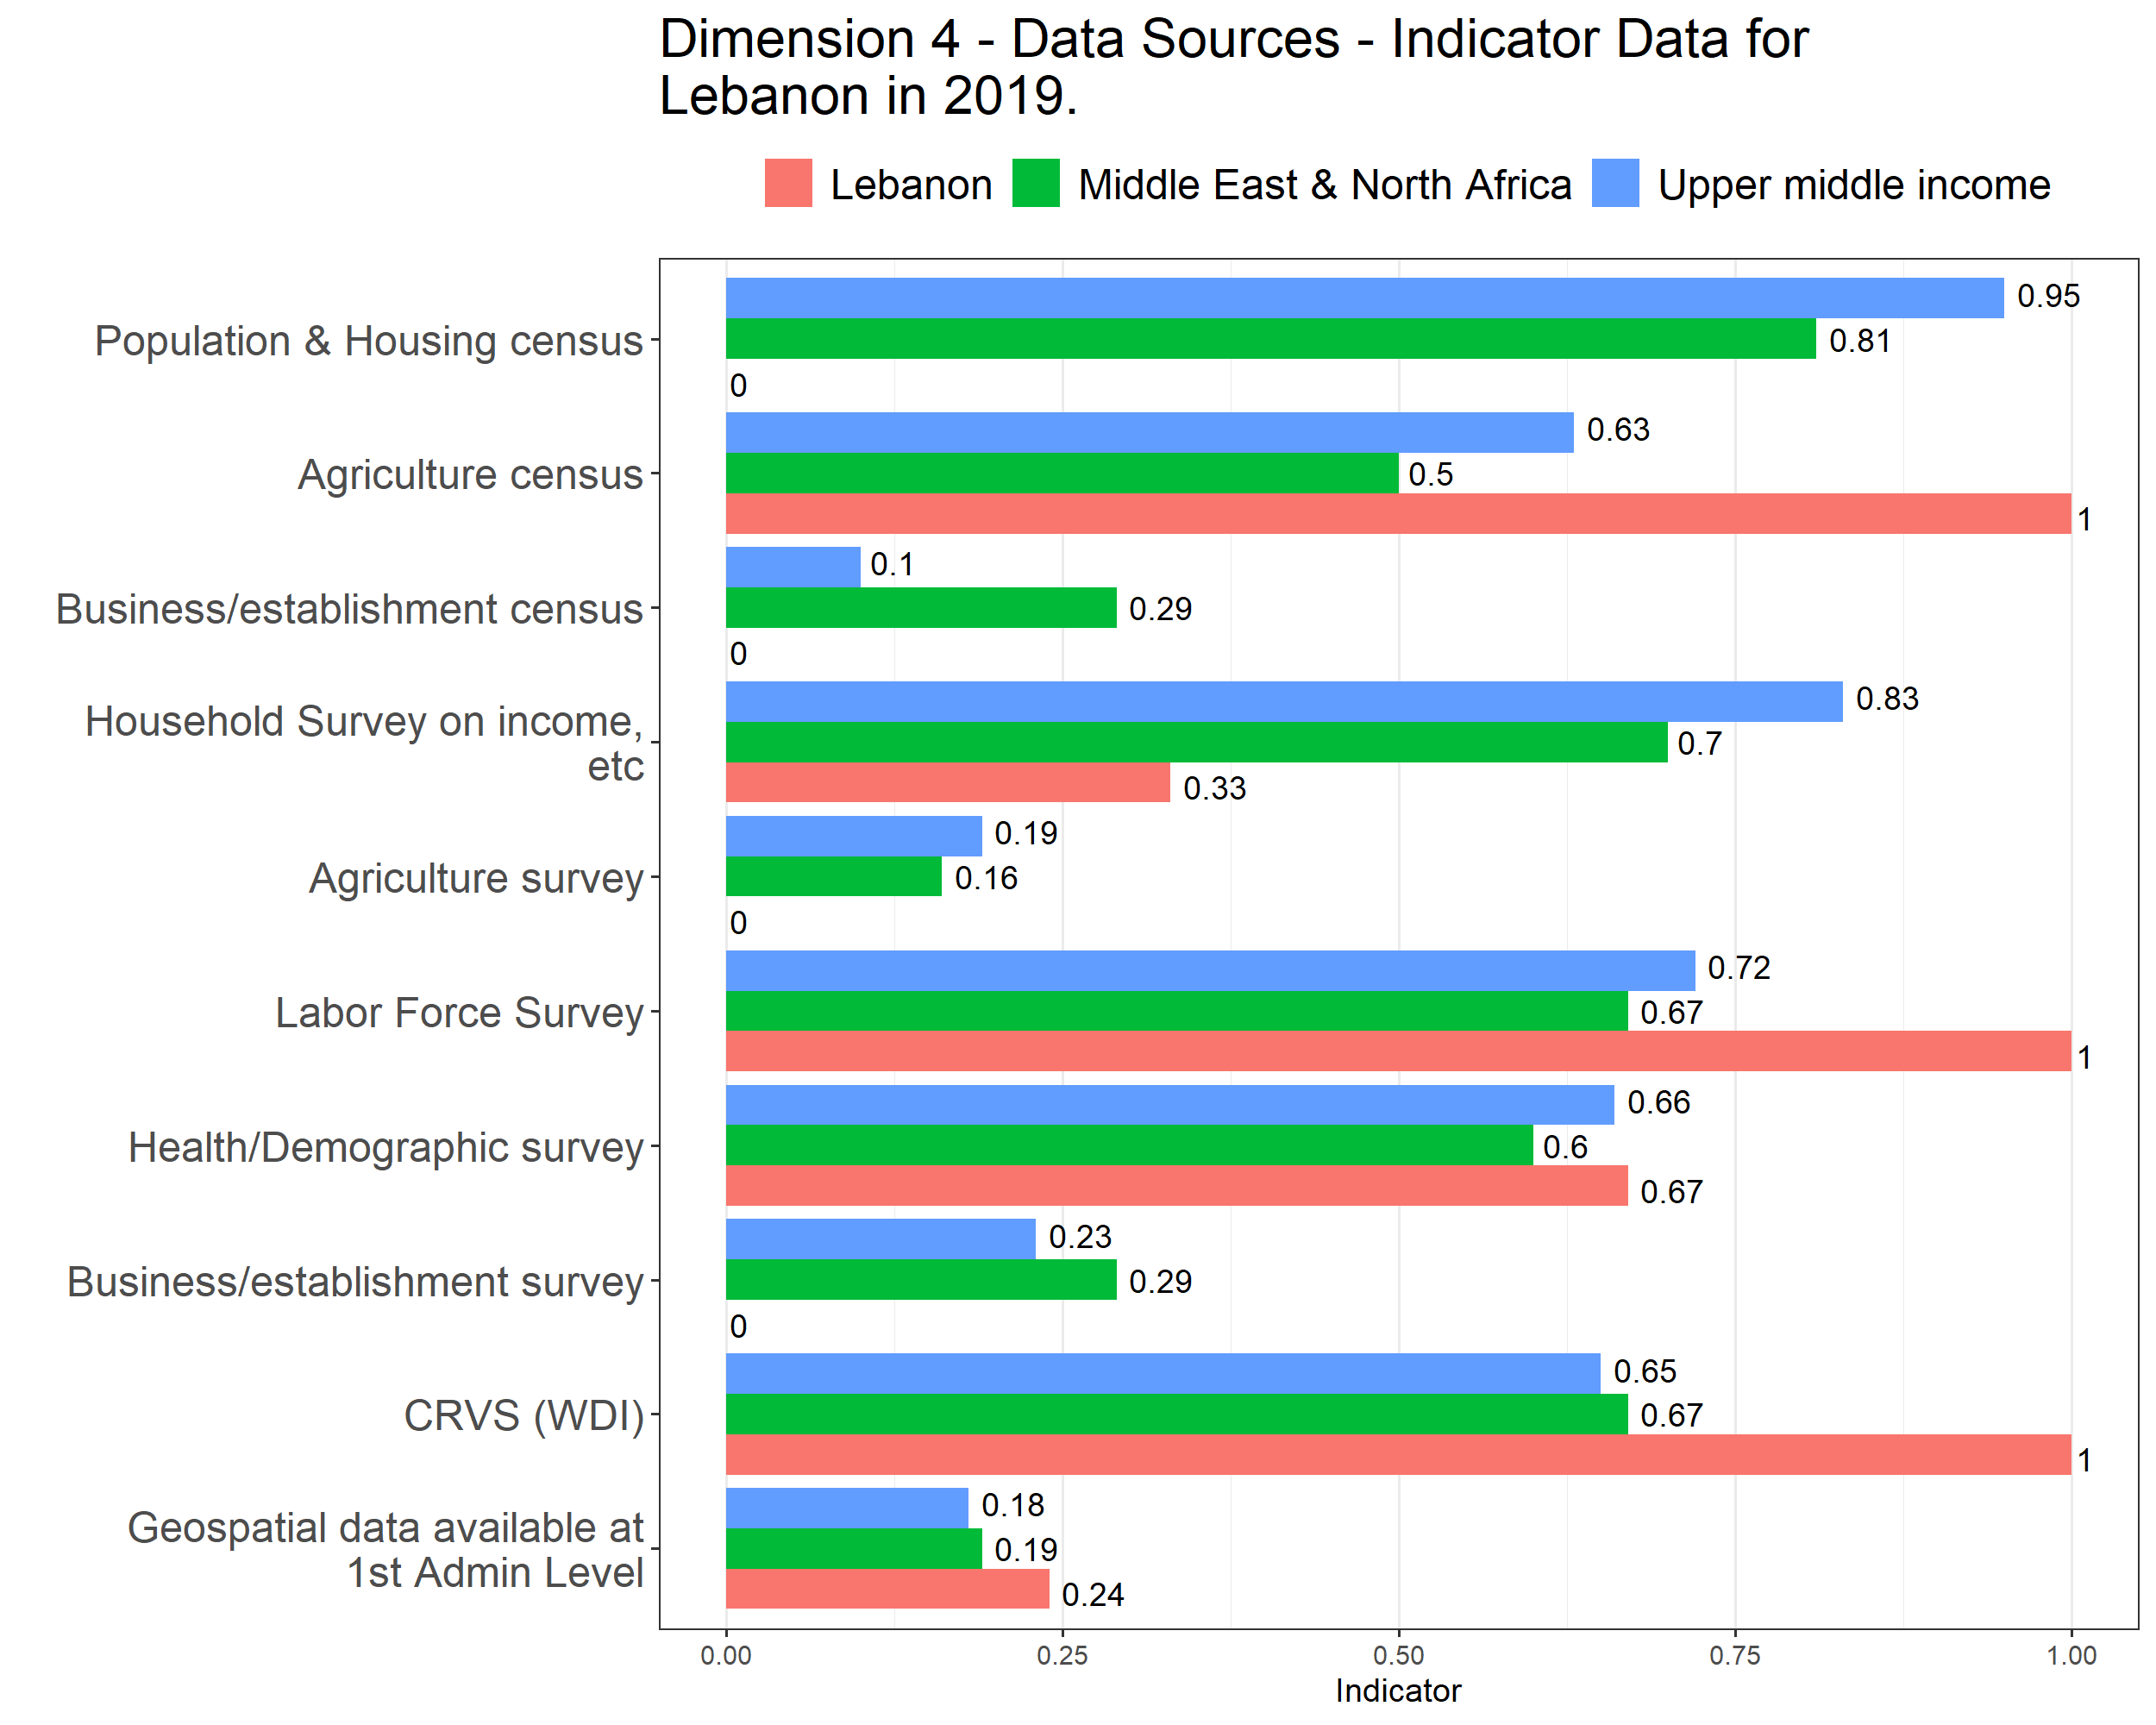 Dimension 4 - Data Sources - Indicator Data for
Lebanon in 2019.
Lebanon
Middle East & North Africa
Upper middle income
Population & Housing census
0.95
0.81
0
Agriculture census
0.63
0.5
1
Business/establishment census
0.1
0.29
0
Household Survey on income,
etc
0.83
0.7
0.33
Agriculture survey
0.19
0.16
0
Labor Force Survey
0.72
0.67
1
Health/Demographic survey
0.66
0.6
0.67
Business/establishment survey
0.23
0.29
0
CRVS (WDI)
0.65
0.67
1
Geospatial data available at
1st Admin Level
0.18
0.19
0.24
0.00
0.25
0.50
0.75
1.00
Indicator